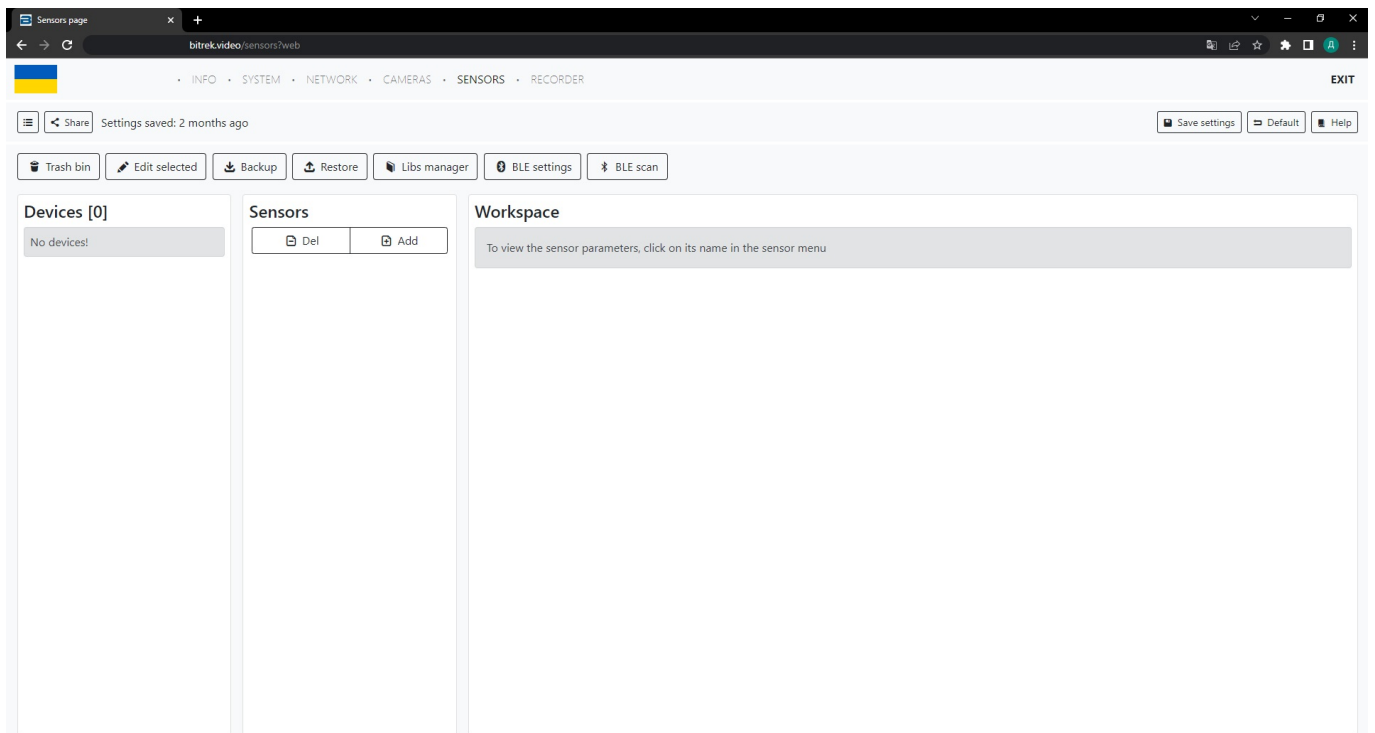 Sensors page
bitrek.video/sensors?web
Д
• INFO • SYSTEM • NETWORK • CAMERAS • SENSORS • RECORDER
EXIT
Share Settings saved: 2 months ago
Save settings Default Help
Trash bin Edit selected Backup Restore Libs manager BLE settings BLE scan
Devices [0]
No devices!
Sensors
Del Add
Workspace
To view the sensor parameters, click on its name in the sensor menu